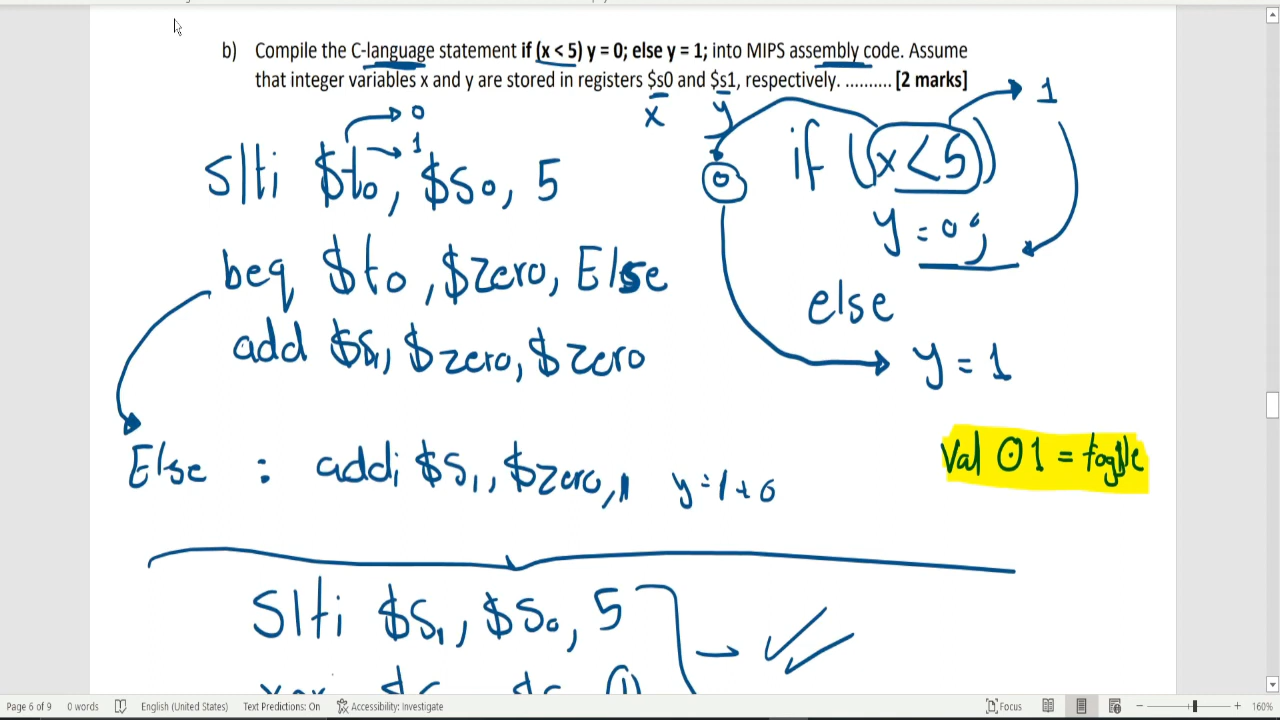 b) Compile the C-language statement if (x < 5) y = 0; else y = 1; into MIPS assembly code. Assume
that integer variables x and y are stored in registers $s0 and $s1, respectively. .......... [2 marks]
x y
0
1
slti $t0, $s0, 5
beq $t0, $zero, Else
add $s1, $zero, $zero
Else : addi $s1, $zero, 1 y=1+0
if (x<5)
1
0
y=0;
else
y=1
Val ⊙ 1 = toggle
Slti $S1, $S0, 5
Page 6 of 9 0 words English (United States) Text Predictions: On Accessibility: Investigate Focus 160%